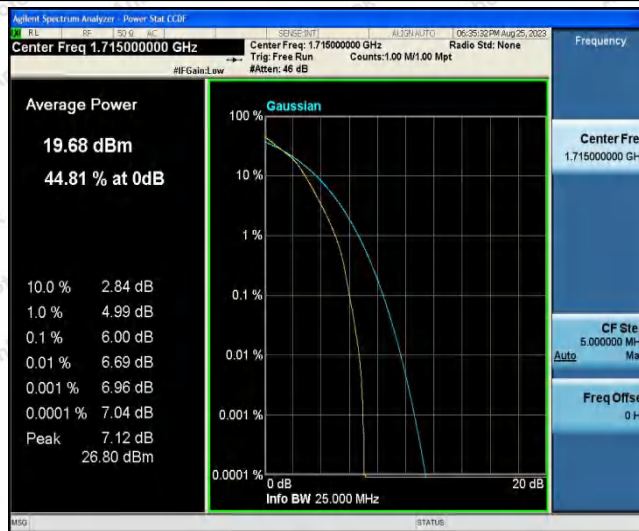 Agilent Spectrum Analyzer - Power Stat CCDF
RL RF 50 Ω AC SENSE:INT ALIGN AUTO 06:35:32 PM Aug 25, 2023
Center Freq 1.715000000 GHz
Center Freq: 1.715000000 GHz Radio Std: None
Trig: Free Run Counts:1.00 M/1.00 Mpt
#IFGain:Low #Atten: 46 dB
Frequency
Average Power
19.68 dBm
44.81 % at 0dB
10.0 % 2.84 dB
1.0 % 4.99 dB
0.1 % 6.00 dB
0.01 % 6.69 dB
0.001 % 6.96 dB
0.0001 % 7.04 dB
Peak 7.12 dB
26.80 dBm
Gaussian
100 %
10 %
1 %
0.1 %
0.01 %
0.001 %
0.0001 %
0 dB 20 dB
Info BW 25.000 MHz
Center Fre
1.715000000 GH
CF Ste
5.000000 MH
Auto Ma
Freq Offse
0 H
MSG STATUS